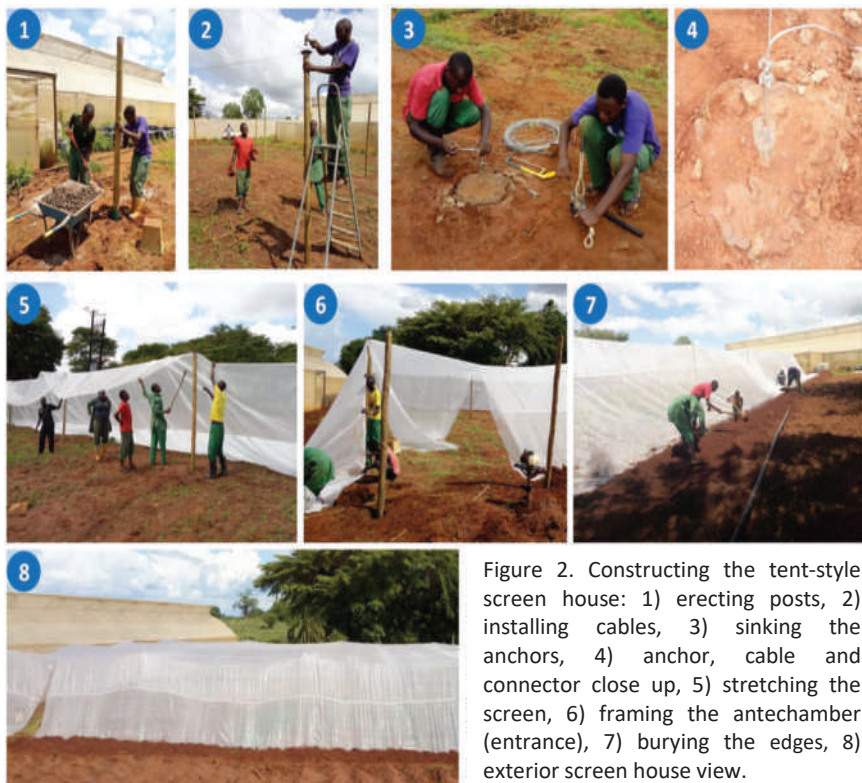 1
2
3
4
5
6
7
8
Figure 2. Constructing the tent-style
screen house: 1) erecting posts, 2)
installing cables, 3) sinking the
anchors, 4) anchor, cable and
connector close up, 5) stretching the
screen, 6) framing the antechamber
(entrance), 7) burying the edges, 8)
exterior screen house view.